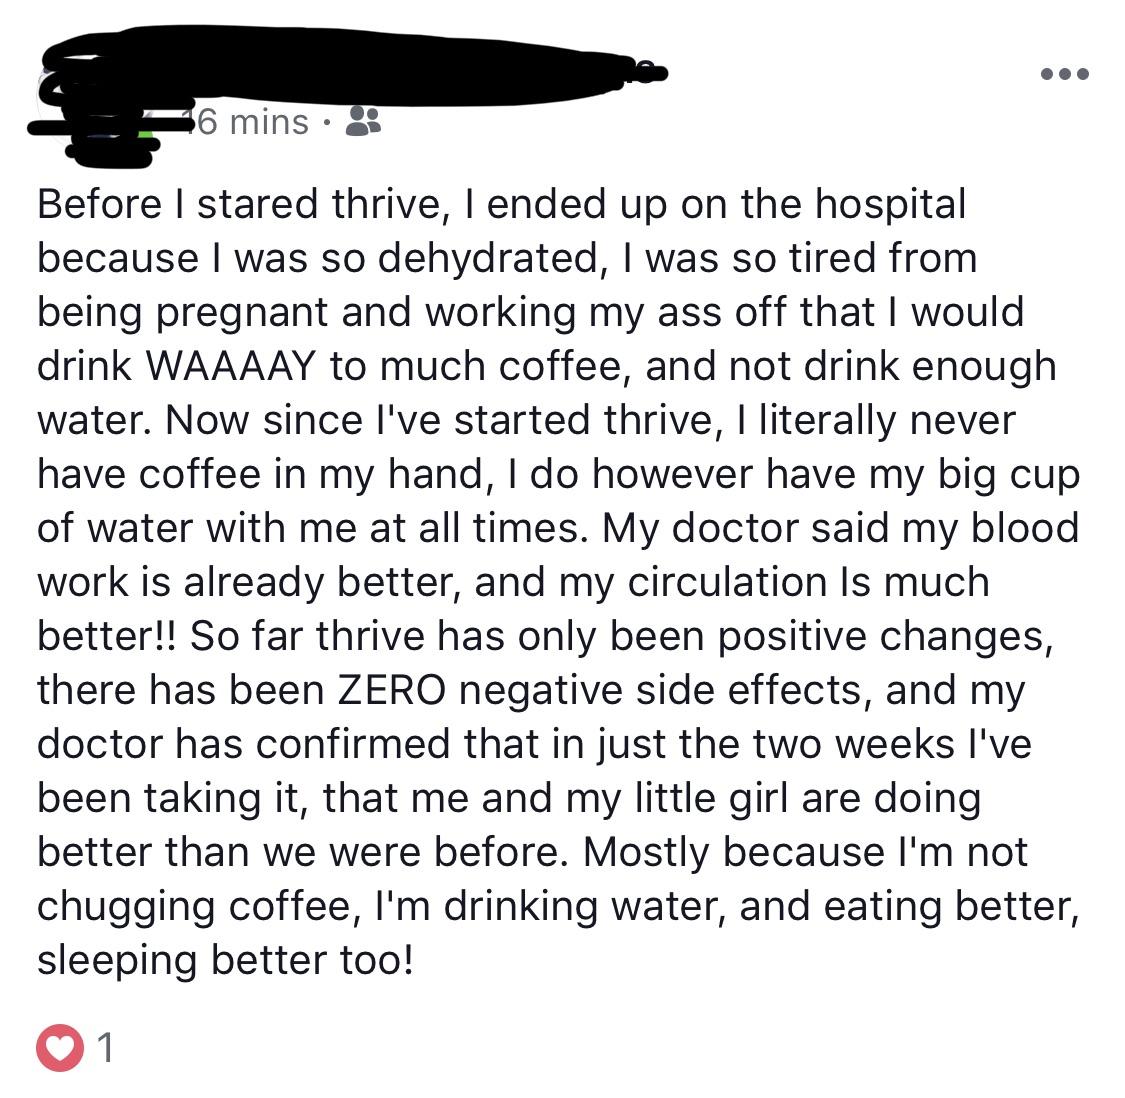 16 mins ·
Before I stared thrive, I ended up on the hospital
because I was so dehydrated, I was so tired from
being pregnant and working my ass off that I would
drink WAAAAY to much coffee, and not drink enough
water. Now since I've started thrive, I literally never
have coffee in my hand, I do however have my big cup
of water with me at all times. My doctor said my blood
work is already better, and my circulation Is much
better!! So far thrive has only been positive changes,
there has been ZERO negative side effects, and my
doctor has confirmed that in just the two weeks I've
been taking it, that me and my little girl are doing
better than we were before. Mostly because I'm not
chugging coffee, I'm drinking water, and eating better,
sleeping better too!
1